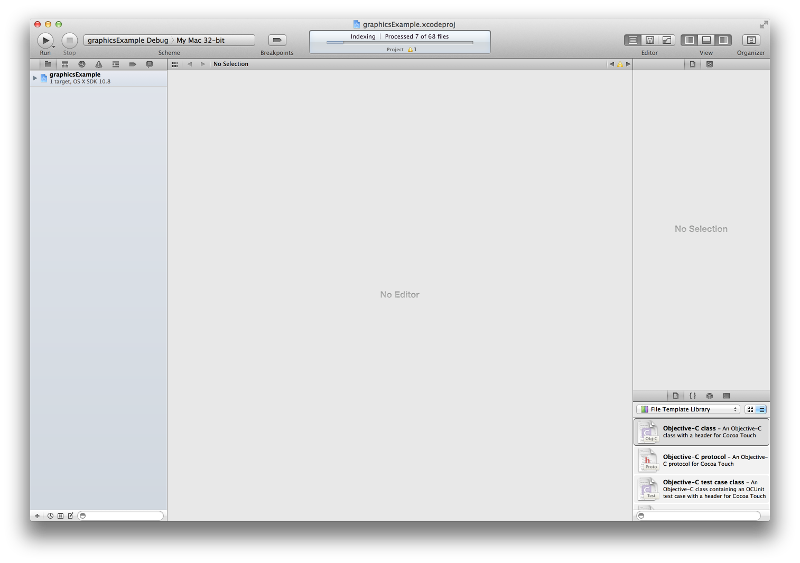 graphicsExample.xcodeproj
graphicsExample Debug My Mac 32-bit
Indexing | Processed 7 of 68 files
Project 1
Run Stop Scheme Breakpoints Editor View Organizer
No Selection
graphicsExample
1 target, OS X SDK 10.8
No Selection
No Editor
File Template Library
Objective-C class – An Objective-C
class with a header for Cocoa Touch
Objective-C protocol – An Objective-
C protocol for Cocoa Touch
Objective-C test case class – An
Objective-C class containing an OCUnit
test case with a header for Cocoa Touch
Obj-C
Proto
Test